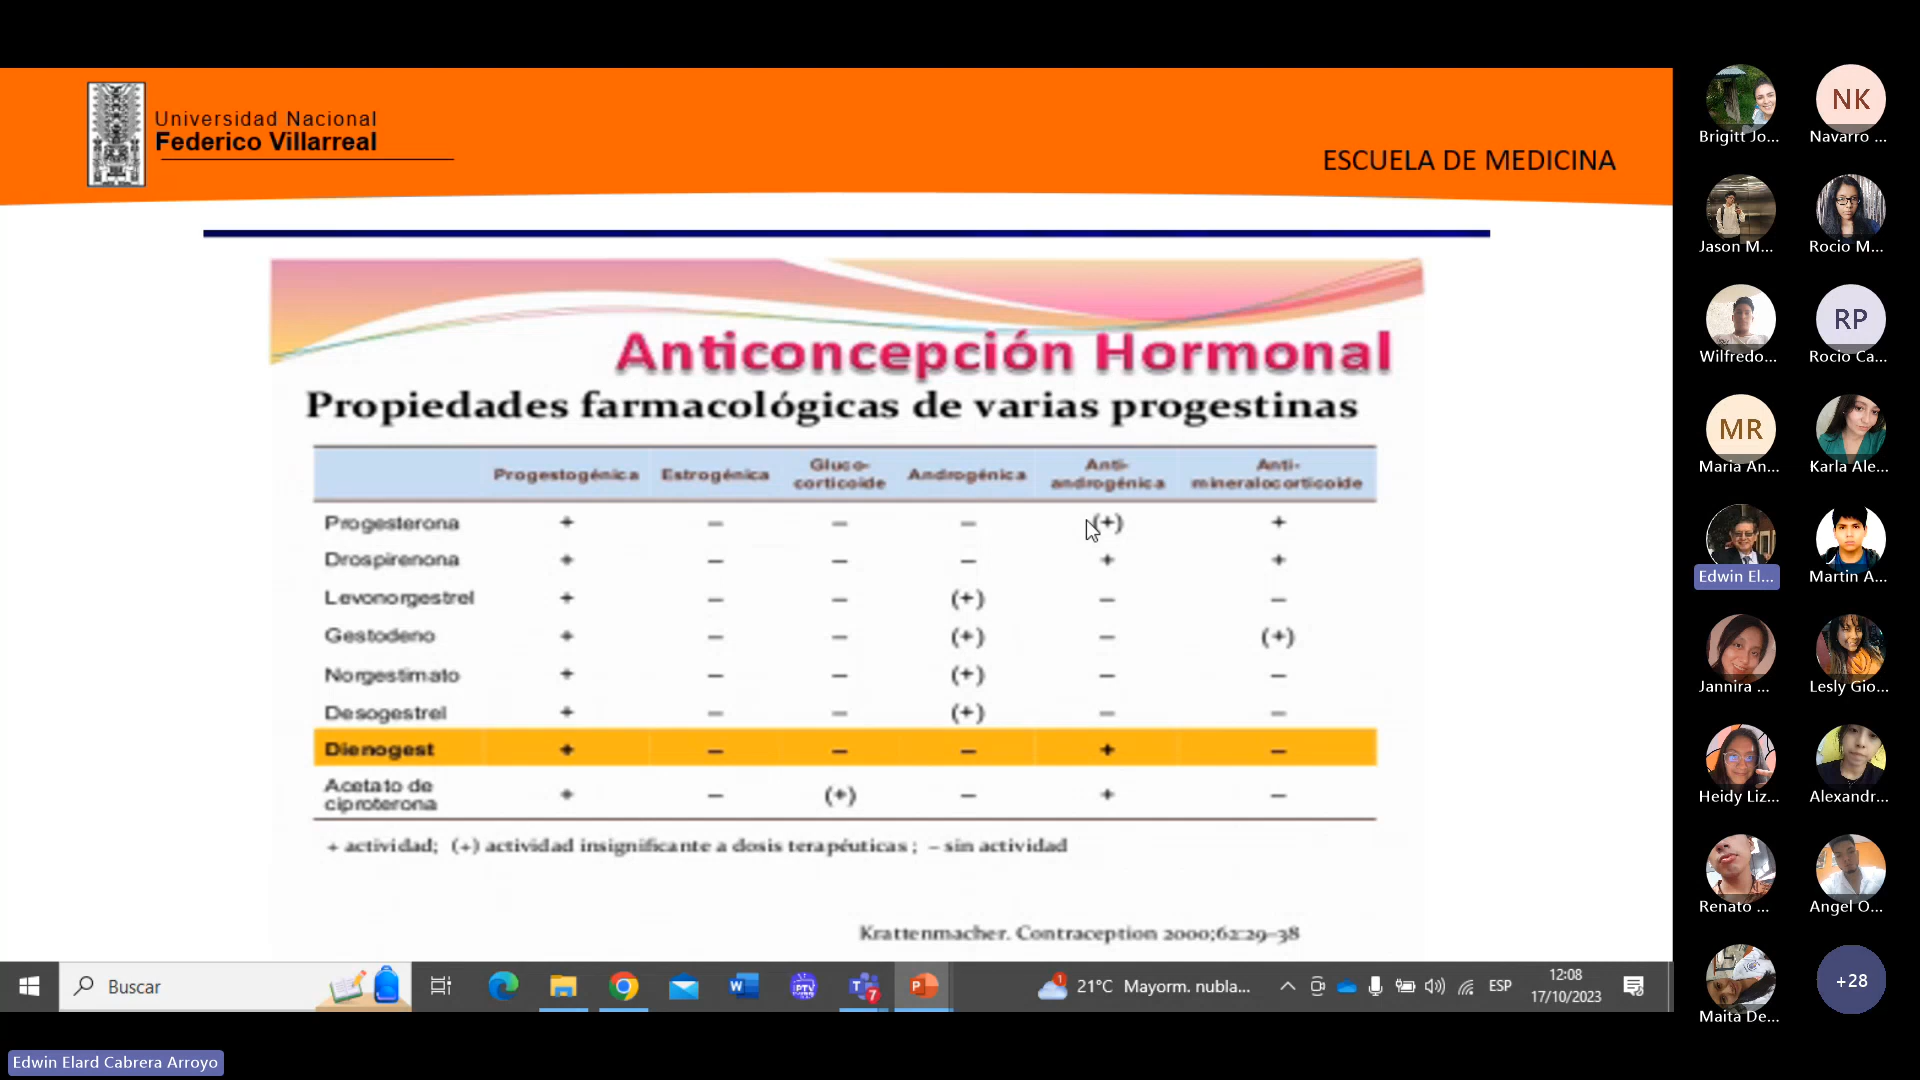 Universidad Nacional
Federico Villarreal
ESCUELA DE MEDICINA
Anticoncepción Hormonal
Propiedades farmacológicas de varias progestinas
Progestogénica Estrogénica Gluco-corticoide Androgénica Anti-androgénica Anti-mineralocorticoide
Progesterona + − − − (+) +
Drospirenona + − − − + +
Levonorgestrel + − − (+) − −
Gestodeno + − − (+) − (+)
Norgestimato + − − (+) − −
Desogestrel + − − (+) − −
Dienogest + − − − + −
Acetato de ciproterona + − (+) − + −
+ actividad; (+) actividad insignificante a dosis terapéuticas; − sin actividad
Krattenmacher. Contraception 2000;62:29–38
Buscar
1
21°C Mayorm. nubla...
ESP
12:08
17/10/2023
7
Edwin Elard Cabrera Arroyo
Brigitt Jo...
NK
Navarro ...
Jason M...
Rocio M...
Wilfredo...
RP
Rocio Ca...
MR
Maria An...
Karla Ale...
Edwin El...
Martin A...
Jannira ...
Lesly Gio...
Heidy Liz...
Alexandr...
Renato ...
Angel O...
Maita De...
+28